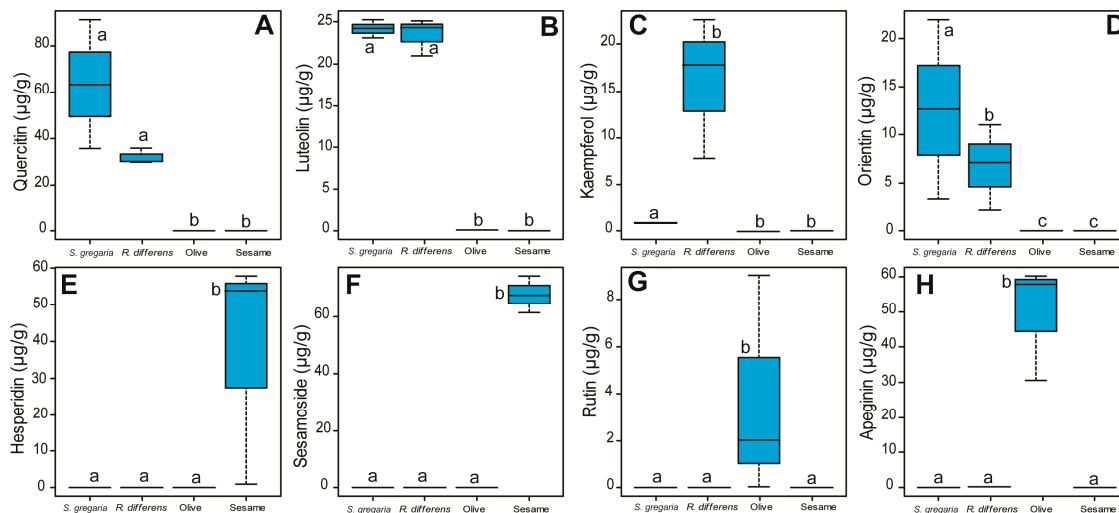 A
Quercitin (µg/g)
80
60
40
20
0
a
a
b
b
S. gregaria
R. differens
Olive
Sesame
B
Luteolin (µg/g)
25
20
15
10
5
0
a
a
b
b
S. gregaria
R. differens
Olive
Sesame
C
Kaempferol (µg/g)
20
15
10
5
0
a
b
b
b
S. gregaria
R. differens
Olive
Sesame
D
Orientin (µg/g)
20
15
10
5
0
a
b
c
c
S. gregaria
R. differens
Olive
Sesame
E
Hesperidin (µg/g)
60
50
40
30
20
10
0
a
a
a
b
S. gregaria
R. differens
Olive
Sesame
F
Sesamcside (µg/g)
60
40
20
0
a
a
a
b
S. gregaria
R. differens
Olive
Sesame
G
Rutin (µg/g)
8
6
4
2
0
a
a
b
a
S. gregaria
R. differens
Olive
Sesame
H
Apeginin (µg/g)
60
50
40
30
20
10
0
a
a
b
a
S. gregaria
R. differens
Olive
Sesame